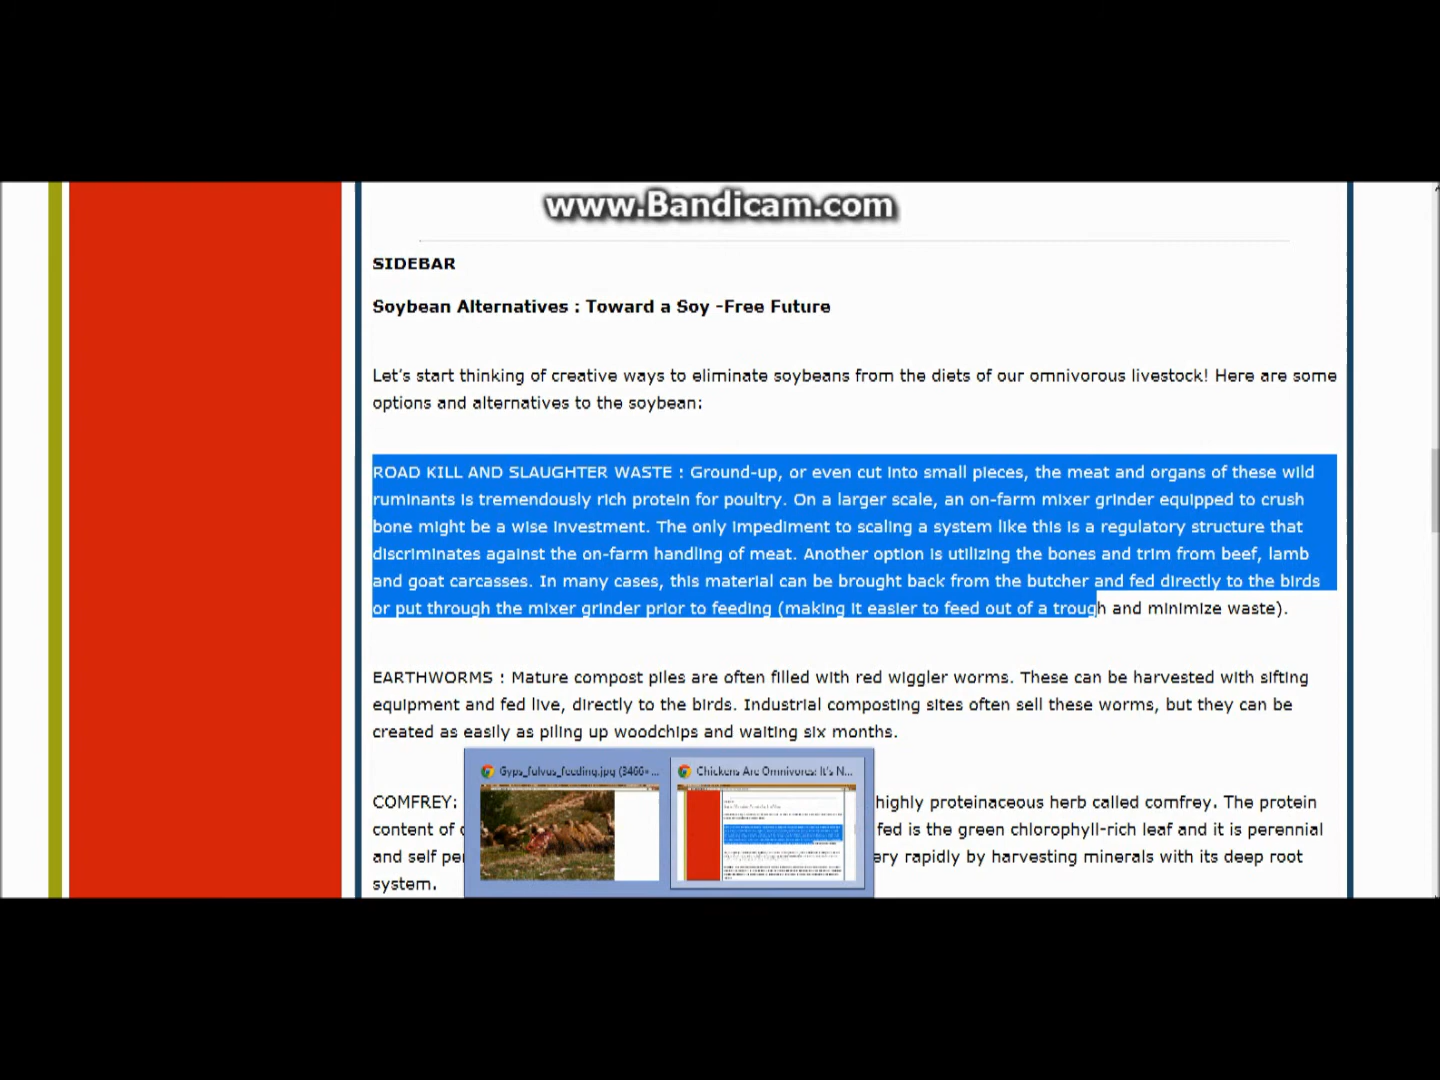 www.Bandicam.com
SIDEBAR
Soybean Alternatives : Toward a Soy -Free Future
Let's start thinking of creative ways to eliminate soybeans from the diets of our omnivorous livestock! Here are some
options and alternatives to the soybean:
ROAD KILL AND SLAUGHTER WASTE : Ground-up, or even cut into small pieces, the meat and organs of these wild
ruminants is tremendously rich protein for poultry. On a larger scale, an on-farm mixer grinder equipped to crush
bone might be a wise investment. The only impediment to scaling a system like this is a regulatory structure that
discriminates against the on-farm handling of meat. Another option is utilizing the bones and trim from beef, lamb
and goat carcasses. In many cases, this material can be brought back from the butcher and fed directly to the birds
or put through the mixer grinder prior to feeding (making it easier to feed out of a trough and minimize waste).
EARTHWORMS : Mature compost piles are often filled with red wiggler worms. These can be harvested with sifting
equipment and fed live, directly to the birds. Industrial composting sites often sell these worms, but they can be
created as easily as piling up woodchips and waiting six months.
Gyps_fulvus_feeding.jpg (3466× ...
Chickens Are Omnivores: It's N...
COMFREY: highly proteinaceous herb called comfrey. The protein
content of fed is the green chlorophyll-rich leaf and it is perennial
and self rapidly by harvesting minerals with its deep root
system.